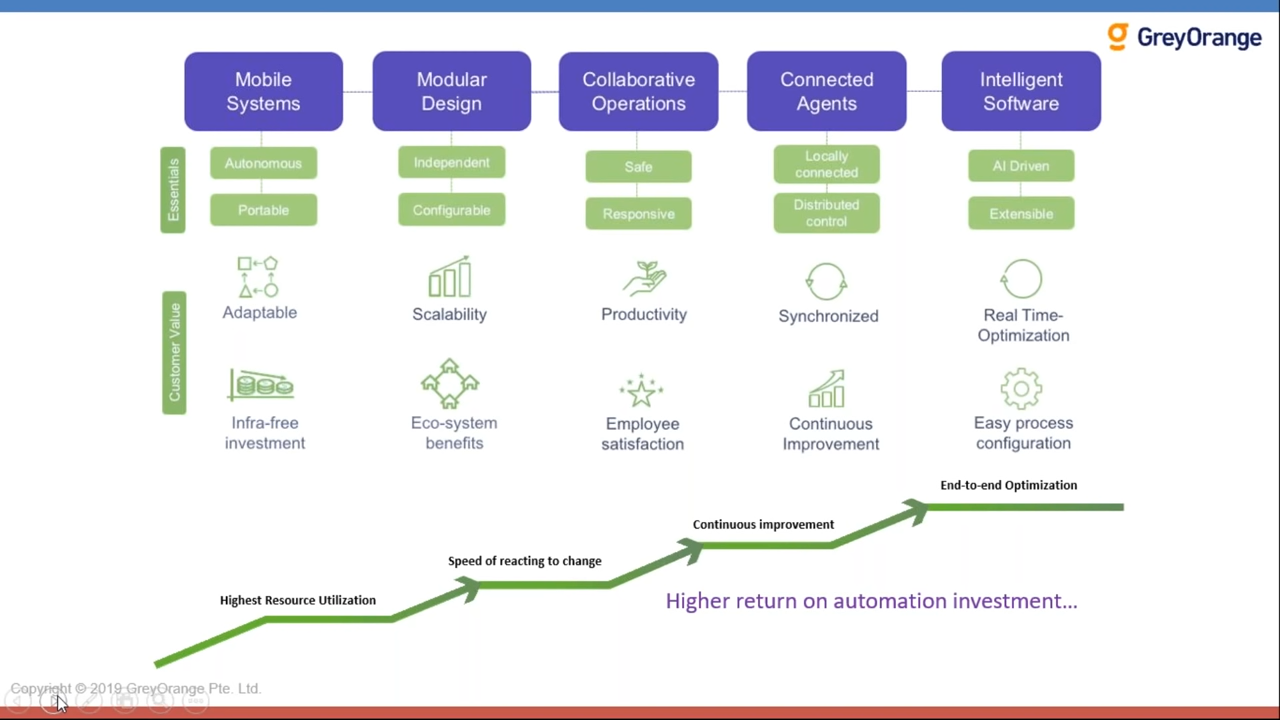 GreyOrange
Mobile
Systems
Modular
Design
Collaborative
Operations
Connected
Agents
Intelligent
Software
Essentials
Autonomous
Independent
Safe
Locally
connected
AI Driven
Portable
Configurable
Responsive
Distributed
control
Extensible
Customer Value
Adaptable
Scalability
Productivity
Synchronized
Real Time-
Optimization
Infra-free
investment
Eco-system
benefits
Employee
satisfaction
Continuous
Improvement
Easy process
configuration
End-to-end Optimization
Continuous improvement
Speed of reacting to change
Highest Resource Utilization
Higher return on automation investment...
Copyright © 2019 GreyOrange Pte. Ltd.